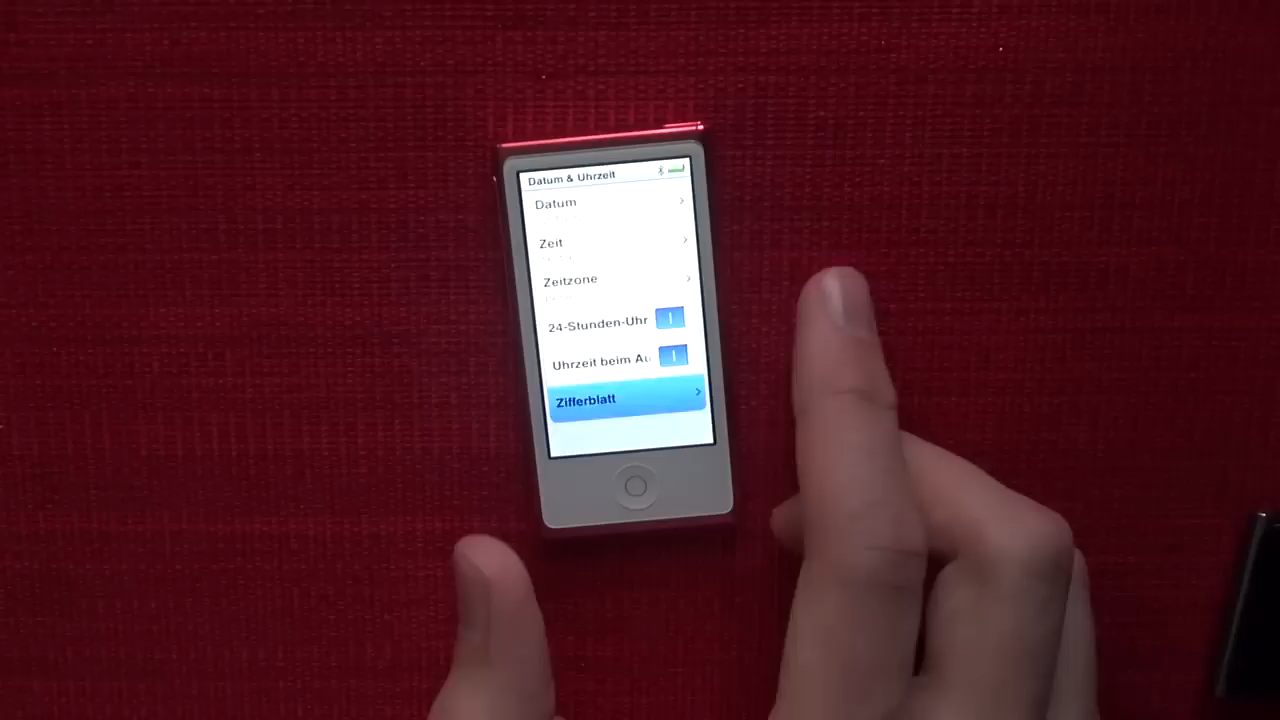 Datum & Uhrzeit
Datum
Zeit
Zeitzone
24-Stunden-Uhr
Uhrzeit beim Au
Zifferblatt